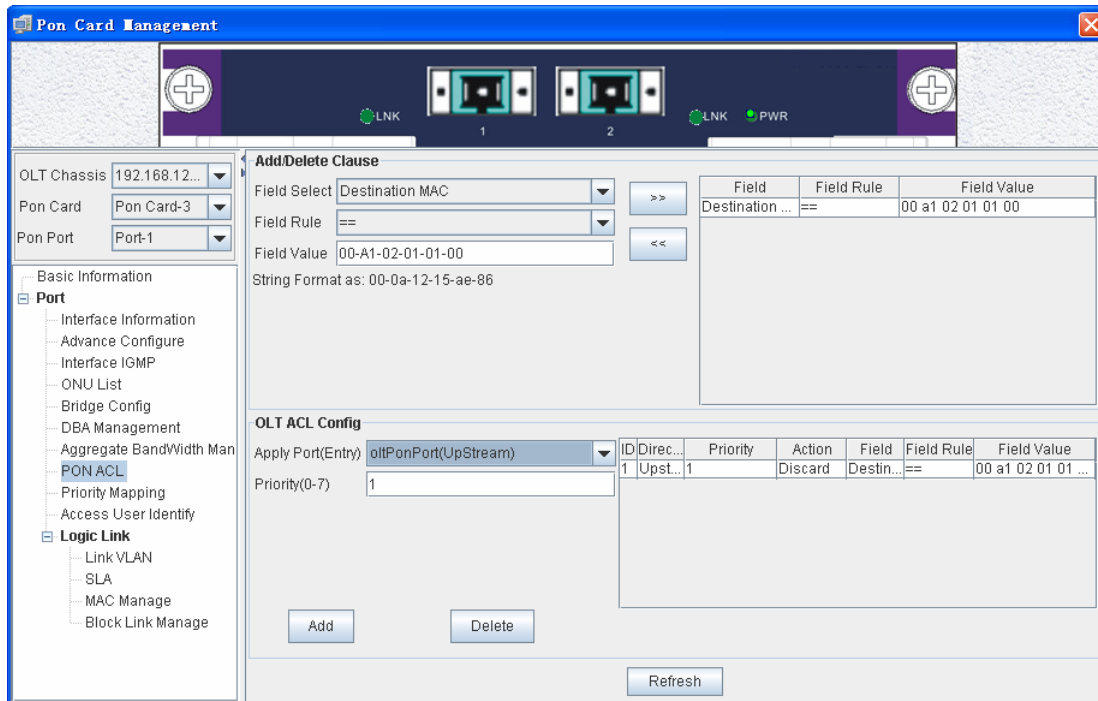 Pon Card Management
LNK
1
2
LNK
PWR
OLT Chassis 192.168.12...
Pon Card Pon Card-3
Pon Port Port-1
Basic Information
Port
Interface Information
Advance Configure
Interface IGMP
ONU List
Bridge Config
DBA Management
Aggregate BandWidth Man
PON ACL
Priority Mapping
Access User Identify
Logic Link
Link VLAN
SLA
MAC Manage
Block Link Manage
Add/Delete Clause
Field Select Destination MAC
Field Rule ==
Field Value 00-A1-02-01-01-00
String Format as: 00-0a-12-15-ae-86
>>
<<
Field Field Rule Field Value
Destination ... == 00 a1 02 01 01 00
OLT ACL Config
Apply Port(Entry) oltPonPort(UpStream)
Priority(0-7) 1
ID Direc... Priority Action Field Field Rule Field Value
1 Upst... 1 Discard Destin... == 00 a1 02 01 01 ...
Add Delete
Refresh